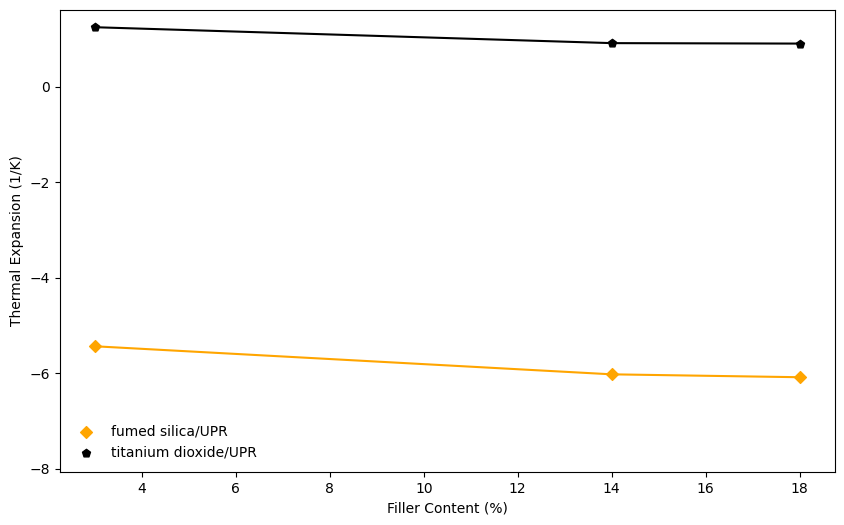 0
−2
−4
−6
−8
Thermal Expansion (1/K)
fumed silica/UPR
titanium dioxide/UPR
4 6 8 10 12 14 16 18
Filler Content (%)